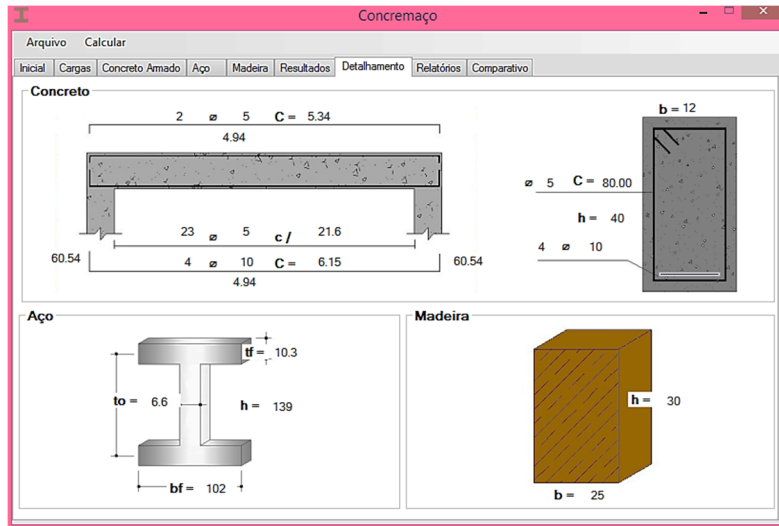 Concremaço
Arquivo Calcular
Inicial Cargas Concreto Armado Aço Madeira Resultados Detalhamento Relatórios Comparativo
Concreto
2 ⌀ 5 C = 5.34
4.94
23 ⌀ 5 c / 21.6
60.54 4 ⌀ 10 C = 6.15 60.54
4.94
b = 12
⌀ 5 C = 80.00
h = 40
4 ⌀ 10
Aço
tf = 10.3
to = 6.6 h = 139
bf = 102
Madeira
h = 30
b = 25